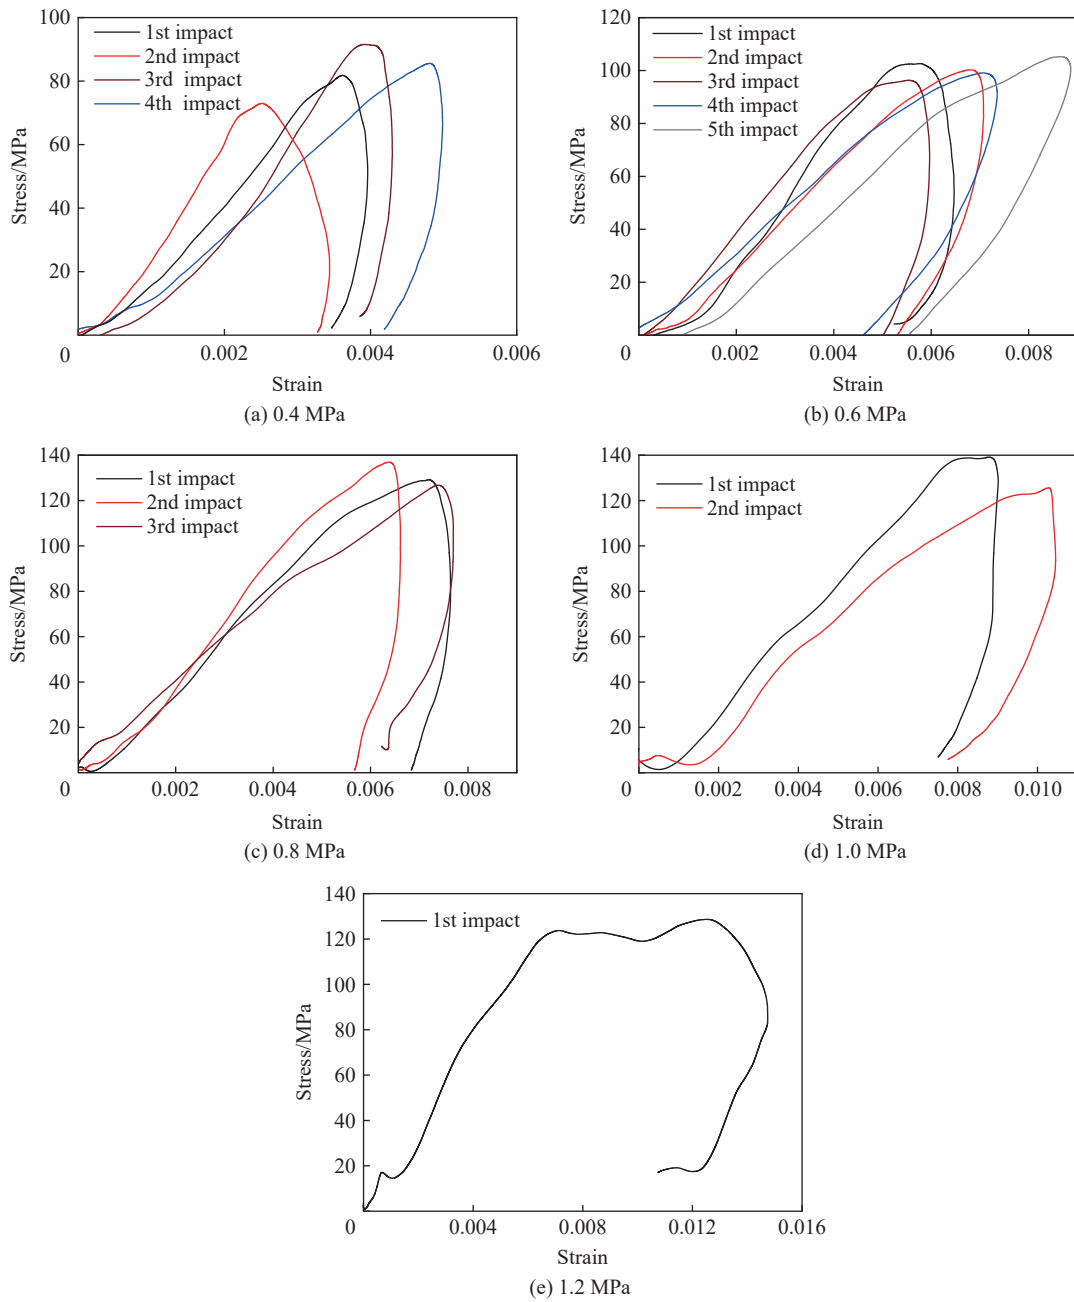 100
80
60
40
20
0
0.002
0.004
0.006
Stress/MPa
Strain
1st impact
2nd impact
3rd impact
4th impact
(a) 0.4 MPa
120
100
80
60
40
20
0
0.002
0.004
0.006
0.008
Stress/MPa
Strain
1st impact
2nd impact
3rd impact
4th impact
5th impact
(b) 0.6 MPa
140
120
100
80
60
40
20
0
0.002
0.004
0.006
0.008
Stress/MPa
Strain
1st impact
2nd impact
3rd impact
(c) 0.8 MPa
140
120
100
80
60
40
20
0
0.002
0.004
0.006
0.008
0.010
Stress/MPa
Strain
1st impact
2nd impact
(d) 1.0 MPa
140
120
100
80
60
40
20
0
0.004
0.008
0.012
0.016
Stress/MPa
Strain
1st impact
(e) 1.2 MPa